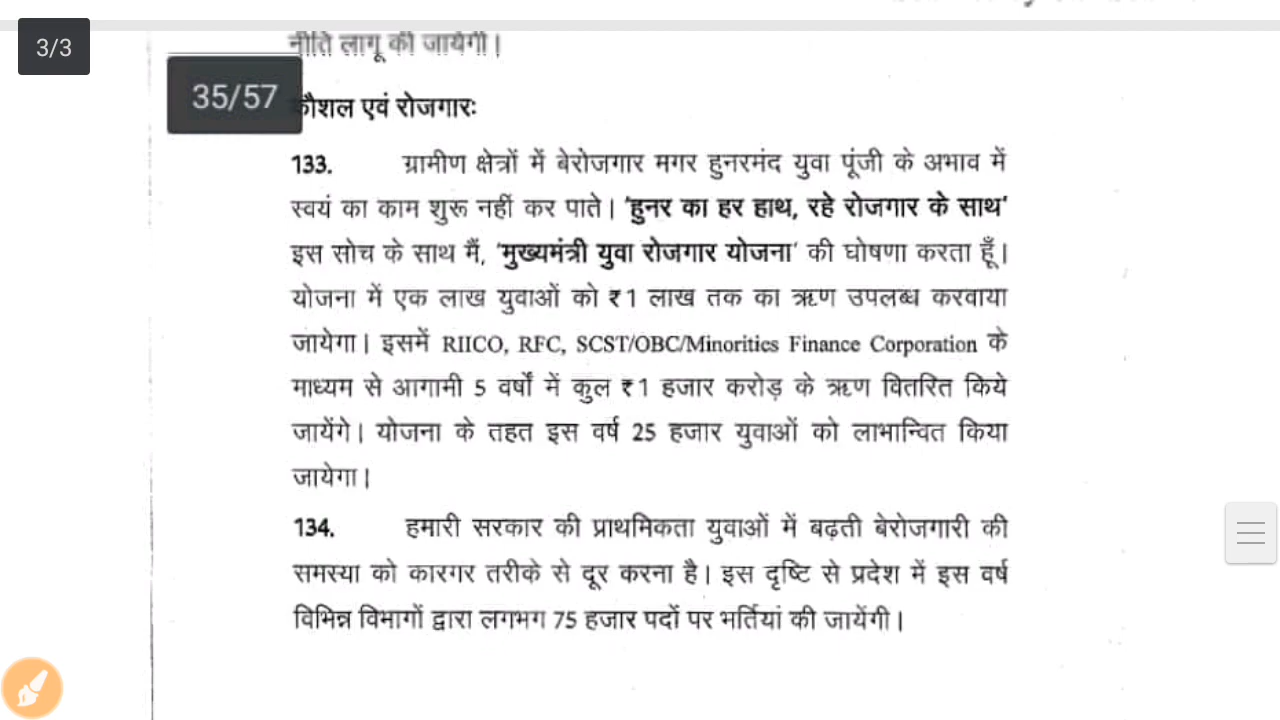 3/3
नीति लागू की जायेगी।
35/57
कौशल एवं रोजगारः
133. ग्रामीण क्षेत्रों में बेरोजगार मगर हुनरमंद युवा पूंजी के अभाव में
स्वयं का काम शुरू नहीं कर पाते। 'हुनर का हर हाथ, रहे रोजगार के साथ'
इस सोच के साथ मैं, 'मुख्यमंत्री युवा रोजगार योजना' की घोषणा करता हूँ।
योजना में एक लाख युवाओं को ₹1 लाख तक का ऋण उपलब्ध करवाया
जायेगा। इसमें RIICO, RFC, SCST/OBC/Minorities Finance Corporation के
माध्यम से आगामी 5 वर्षों में कुल ₹1 हजार करोड़ के ऋण वितरित किये
जायेंगे। योजना के तहत इस वर्ष 25 हजार युवाओं को लाभान्वित किया
जायेगा।
134. हमारी सरकार की प्राथमिकता युवाओं में बढ़ती बेरोजगारी की
समस्या को कारगर तरीके से दूर करना है। इस दृष्टि से प्रदेश में इस वर्ष
विभिन्न विभागों द्वारा लगभग 75 हजार पदों पर भर्तियां की जायेंगी।